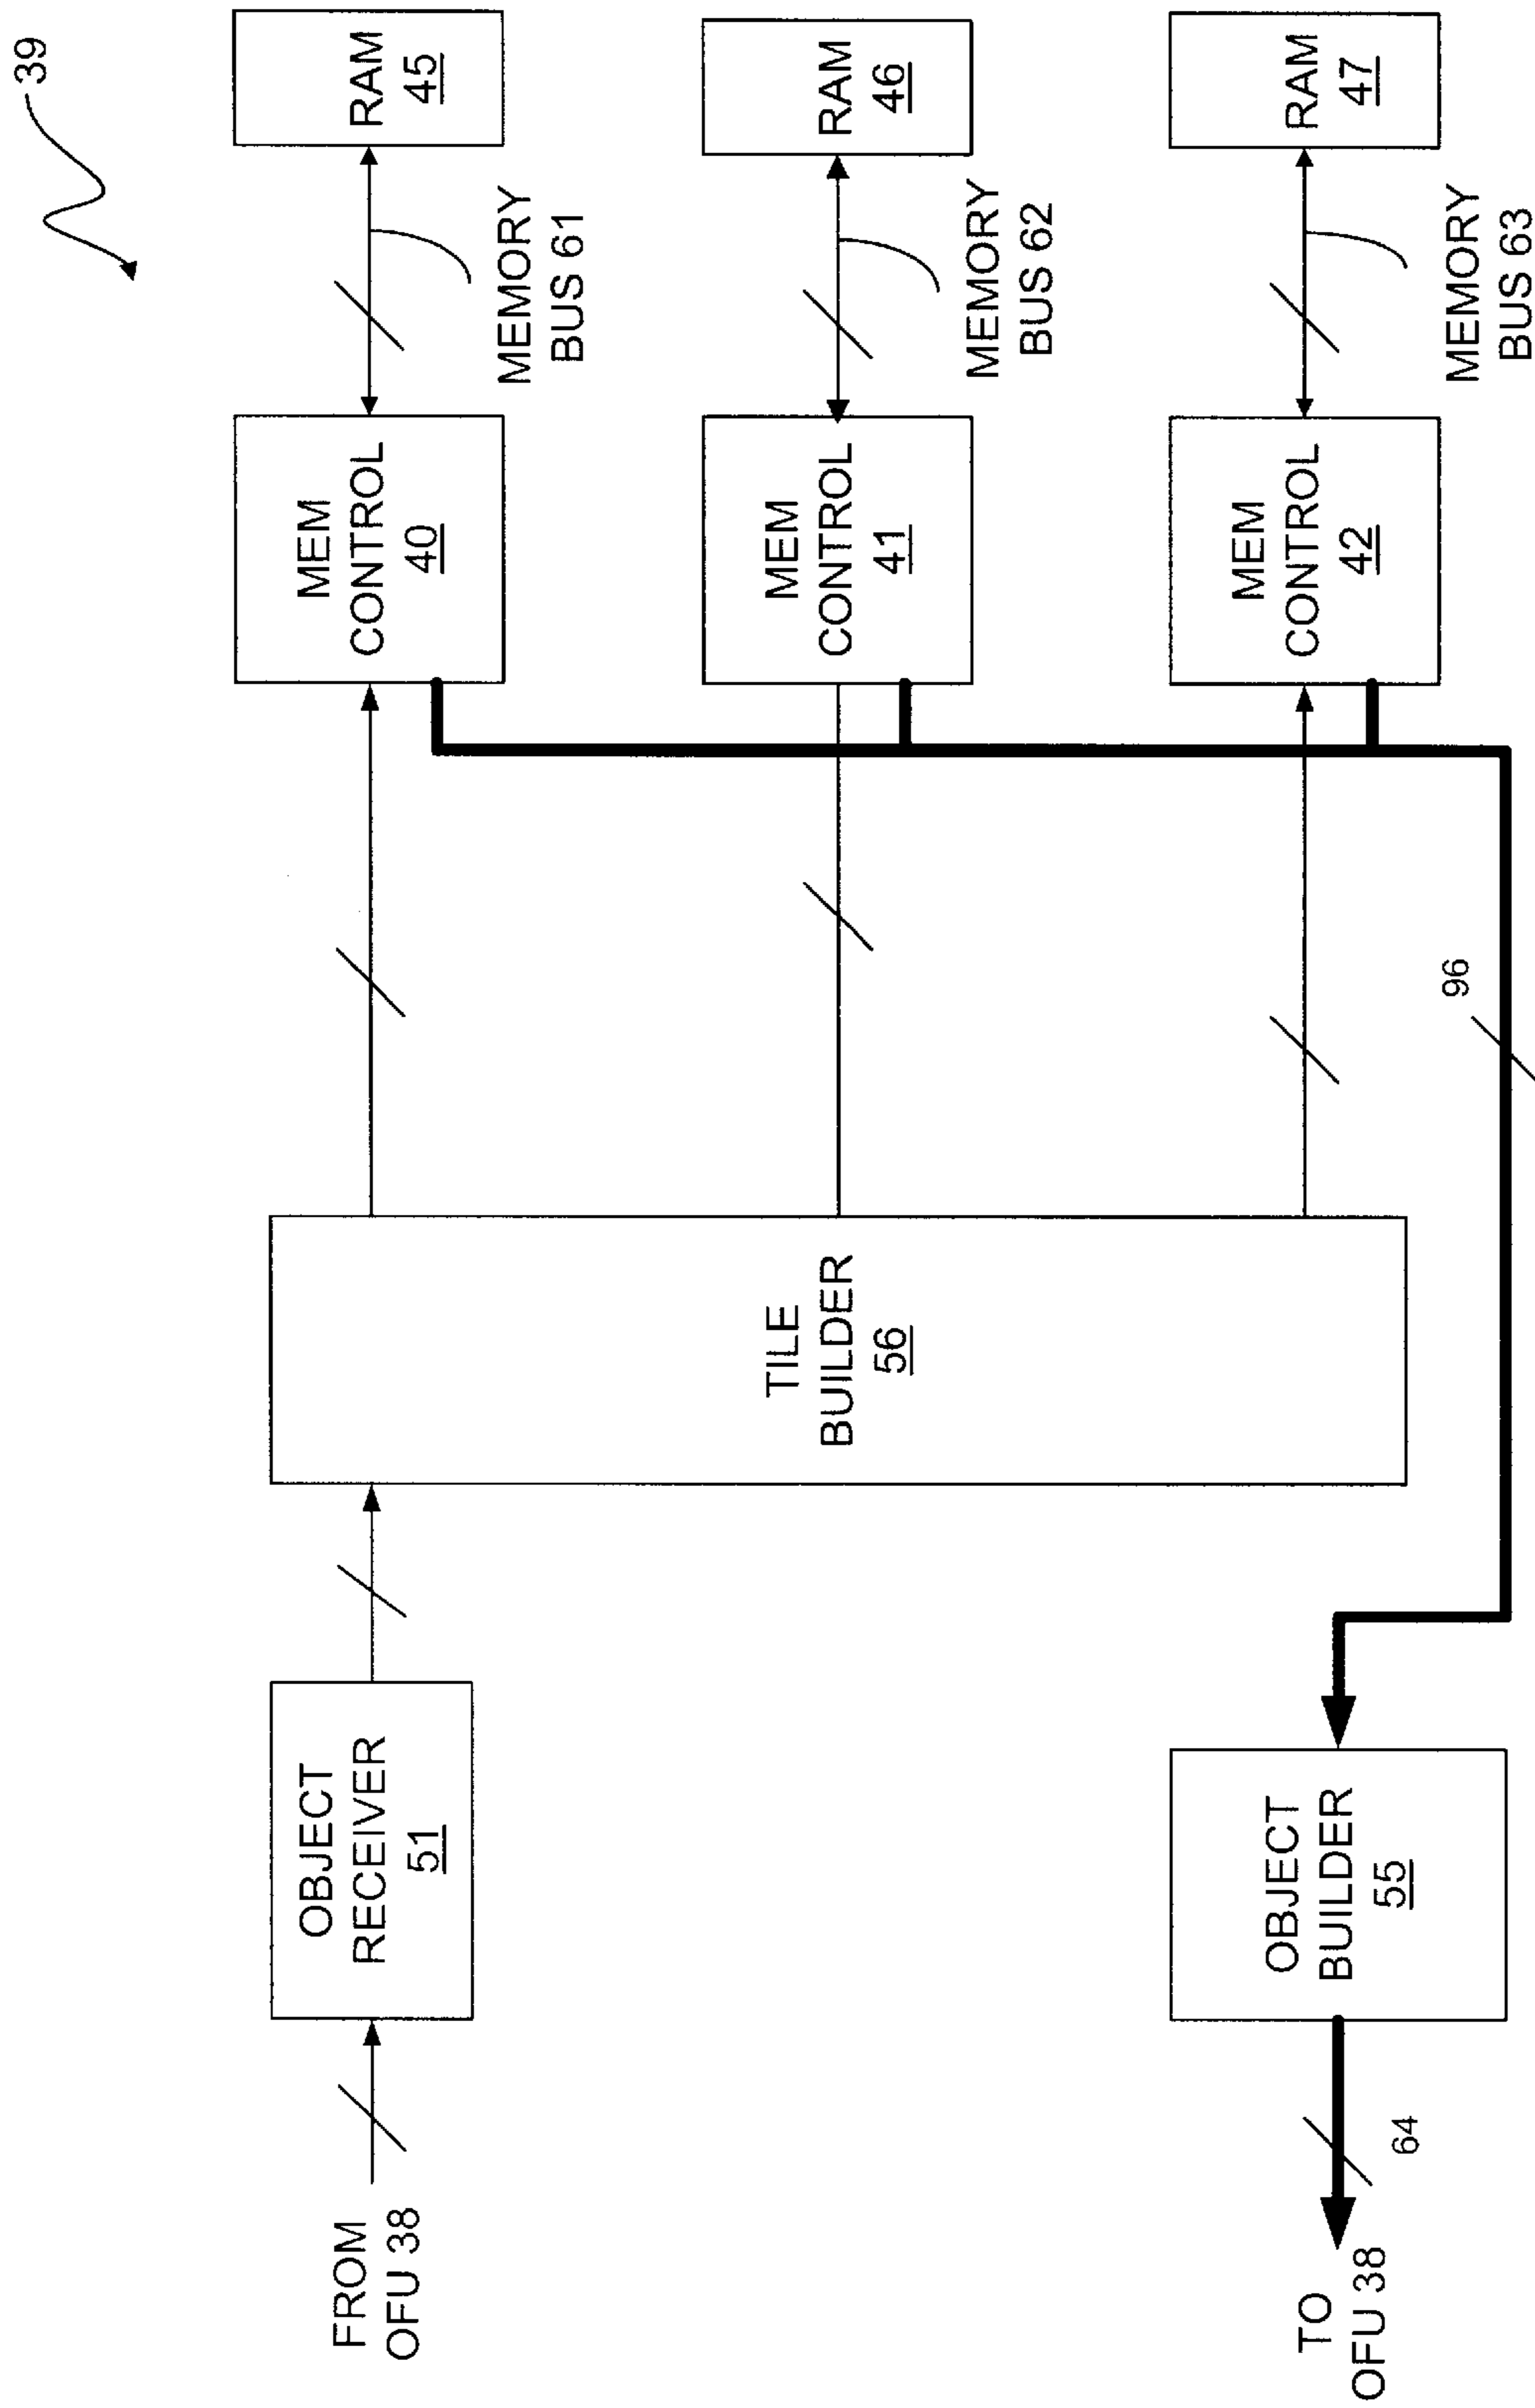 39
FROM
OFU 38
OBJECT
RECEIVER
51
TILE
BUILDER
56
MEM
CONTROL
40
MEMORY
BUS 61
RAM
45
MEM
CONTROL
41
MEMORY
BUS 62
RAM
46
MEM
CONTROL
42
MEMORY
BUS 63
RAM
47
96
OBJECT
BUILDER
55
64
TO
OFU 38